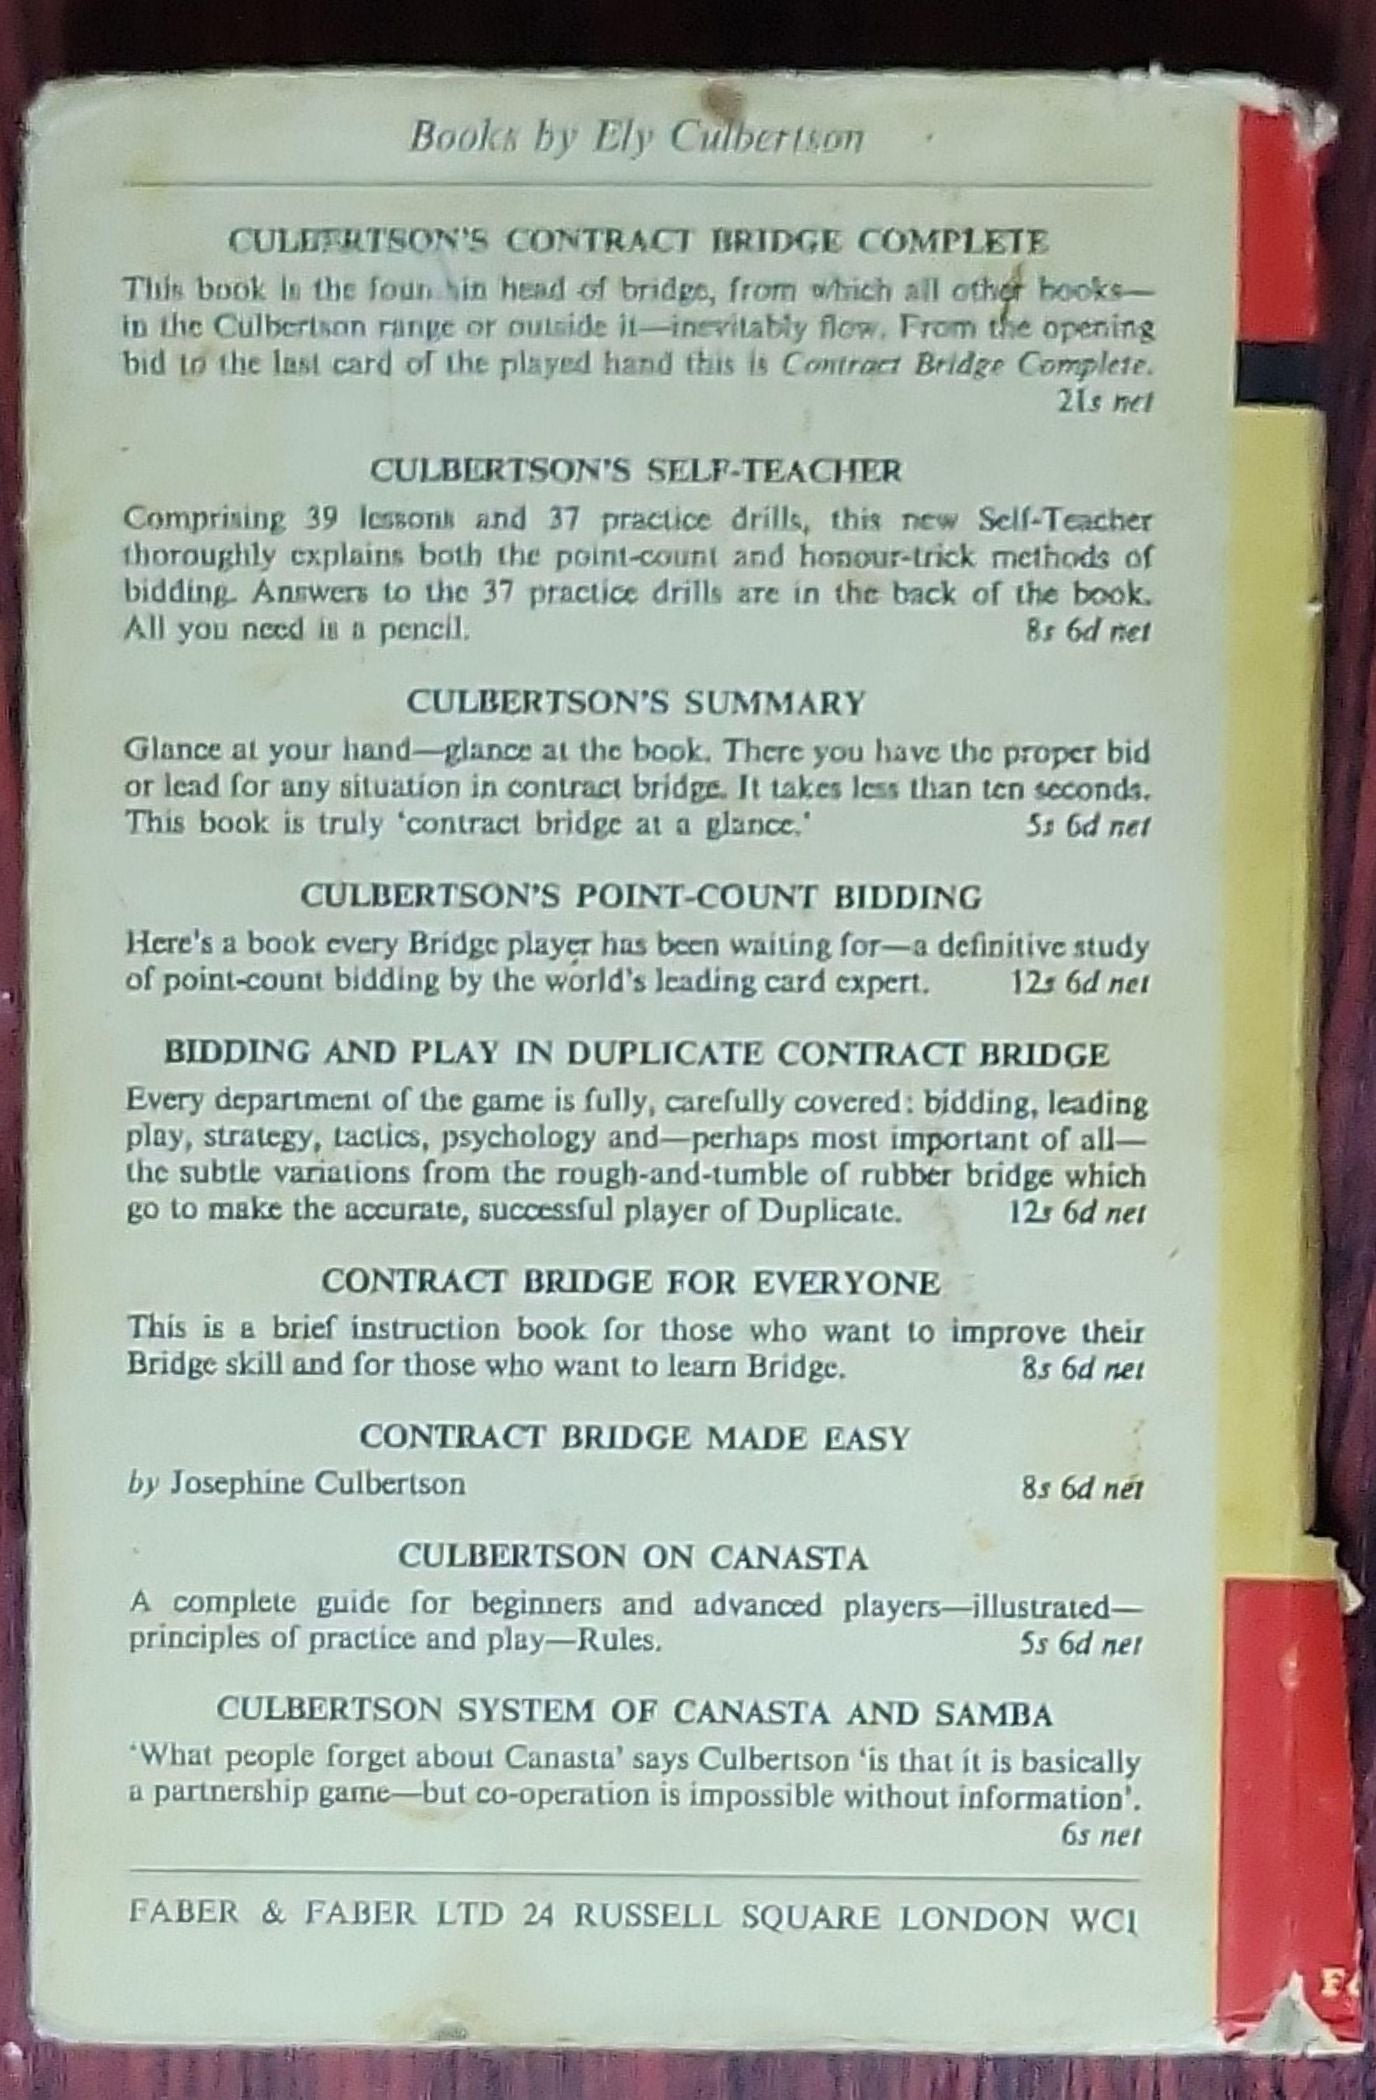 Books by Ely Culbertson
CULBERTSON'S CONTRACT BRIDGE COMPLETE
This book is the fountain head of bridge, from which all other books—
in the Culbertson range or outside it—inevitably flow. From the opening
bid to the last card of the played hand this is Contract Bridge Complete.
21s net
CULBERTSON'S SELF-TEACHER
Comprising 39 lessons and 37 practice drills, this new Self-Teacher
thoroughly explains both the point-count and honour-trick methods of
bidding. Answers to the 37 practice drills are in the back of the book.
All you need is a pencil. 8s 6d net
CULBERTSON'S SUMMARY
Glance at your hand—glance at the book. There you have the proper bid
or lead for any situation in contract bridge. It takes less than ten seconds.
This book is truly 'contract bridge at a glance.' 5s 6d net
CULBERTSON'S POINT-COUNT BIDDING
Here's a book every Bridge player has been waiting for—a definitive study
of point-count bidding by the world's leading card expert. 12s 6d net
BIDDING AND PLAY IN DUPLICATE CONTRACT BRIDGE
Every department of the game is fully, carefully covered: bidding, leading
play, strategy, tactics, psychology and—perhaps most important of all—
the subtle variations from the rough-and-tumble of rubber bridge which
go to make the accurate, successful player of Duplicate. 12s 6d net
CONTRACT BRIDGE FOR EVERYONE
This is a brief instruction book for those who want to improve their
Bridge skill and for those who want to learn Bridge. 8s 6d net
CONTRACT BRIDGE MADE EASY
by Josephine Culbertson 8s 6d net
CULBERTSON ON CANASTA
A complete guide for beginners and advanced players—illustrated—
principles of practice and play—Rules. 5s 6d net
CULBERTSON SYSTEM OF CANASTA AND SAMBA
'What people forget about Canasta' says Culbertson 'is that it is basically
a partnership game—but co-operation is impossible without information'.
6s net
FABER & FABER LTD 24 RUSSELL SQUARE LONDON WC1